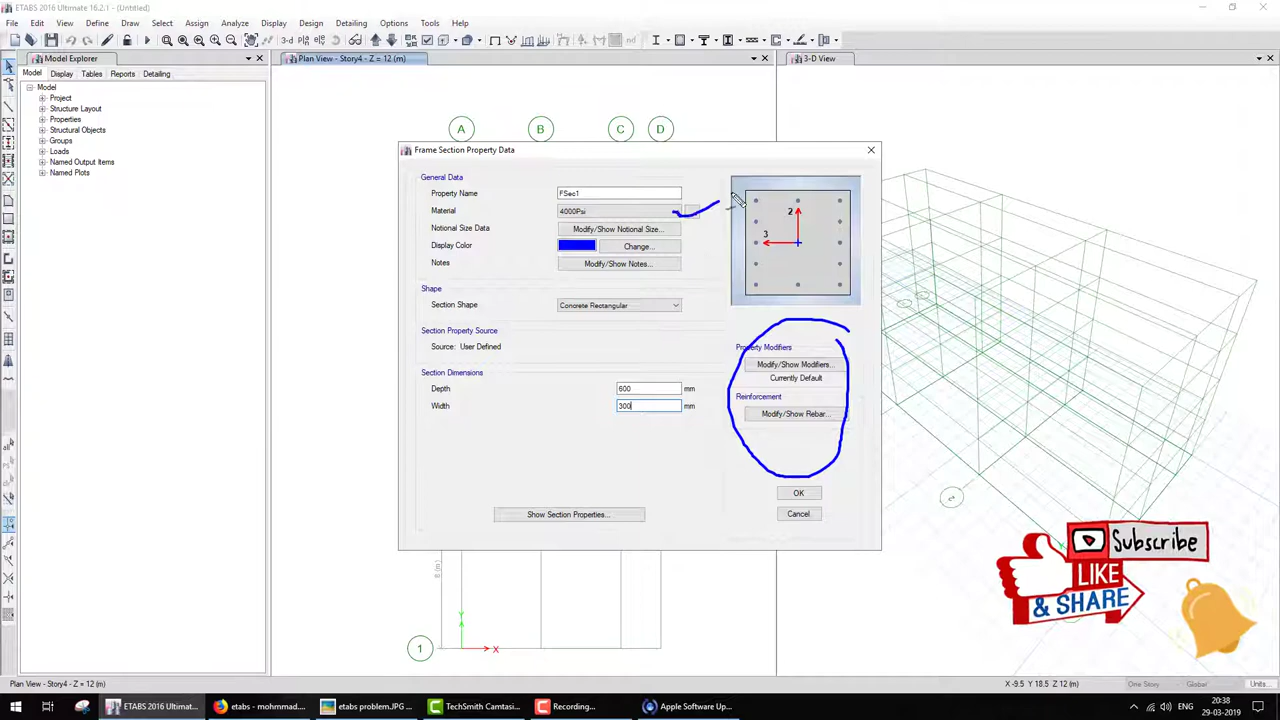 ETABS 2016 Ultimate 16.2.1 - (Untitled)
File Edit View Define Draw Select Assign Analyze Display Design Detailing Options Tools Help
Model Explorer
Plan View - Story4 - Z = 12 (m)
3-D View
Model Display Tables Reports Detailing
Model
Project
Structure Layout
Properties
Structural Objects
Groups
Loads
Named Output Items
Named Plots
A B C D
Frame Section Property Data
General Data
Property Name FSec1
Material 4000Psi
Notional Size Data Modify/Show Notional Size...
Display Color Change...
Notes Modify/Show Notes...
2
3
Shape
Section Shape Concrete Rectangular
Section Property Source
Source: User Defined
Property Modifiers
Modify/Show Modifiers...
Currently Default
Section Dimensions
Depth 600 mm
Width 300 mm
Reinforcement
Modify/Show Rebar...
OK
Show Section Properties... Cancel
Subscribe
LIKE
& SHARE
Y
1
X
Plan View - Story4 - Z = 12 (m)
X -9.5 Y 18.5 Z 12 (m)
One Story Global Units...
ETABS 2016 Ultimat...
etabs - mohmmad...
etabs problem.JPG ...
TechSmith Camtasi...
Recording...
Apple Software Up...
ENG
20:38
29-03-2019